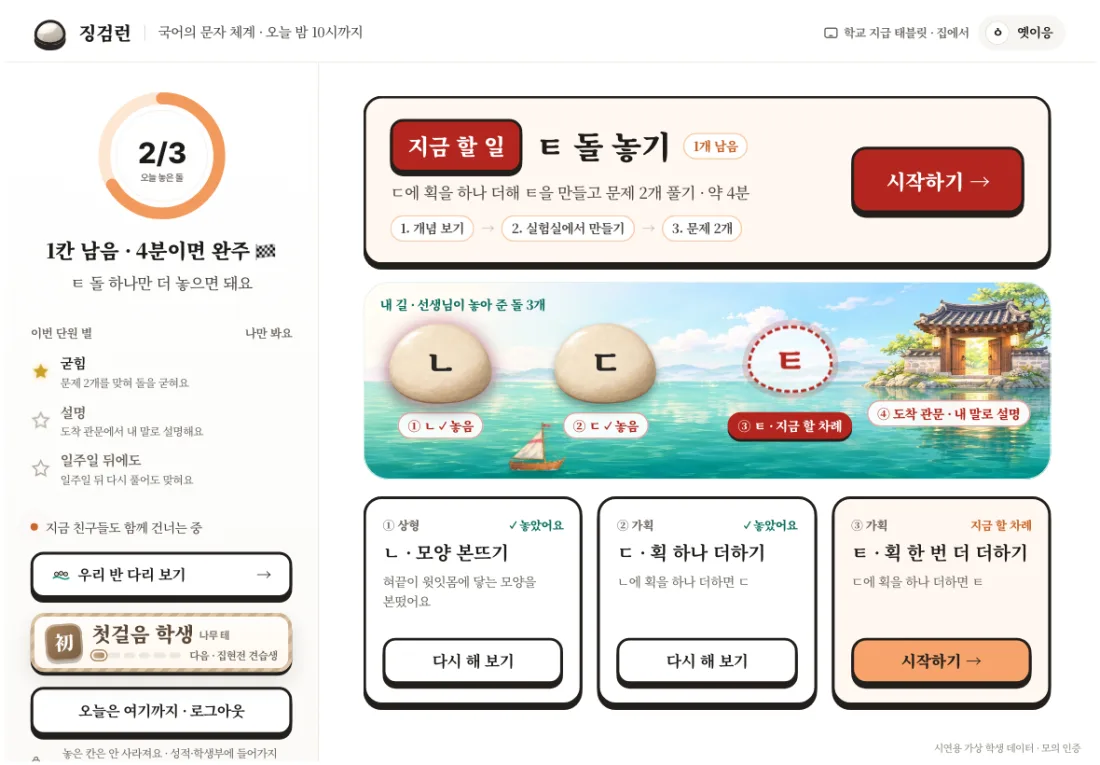 징검런
국어의 문자 체계 · 오늘 밤 10시까지
학교 지급 태블릿 · 집에서
ㆁ 옛이응
2/3
오늘 놓은 돌
1칸 남음 · 4분이면 완주
ㅌ 돌 하나만 더 놓으면 돼요
이번 단원 별
나만 봐요
굳힘
문제 2개를 맞혀 돌을 굳혀요
설명
도착 관문에서 내 말로 설명해요
일주일 뒤에도
일주일 뒤 다시 풀어도 맞혀요
지금 친구들도 함께 건너는 중
우리 반 다리 보기 →
初
첫걸음 학생 나무 테
다음 · 집현전 견습생
오늘은 여기까지 · 로그아웃
놓은 칸은 안 사라져요 · 성적·학생부에 들어가지
지금 할 일
ㅌ 돌 놓기
1개 남음
ㄷ에 획을 하나 더해 ㅌ을 만들고 문제 2개 풀기 · 약 4분
1. 개념 보기 → 2. 실험실에서 만들기 → 3. 문제 2개
시작하기 →
내 길 · 선생님이 놓아 준 돌 3개
ㄴ
ㄷ
ㅌ
① ㄴ ✓ 놓음
② ㄷ ✓ 놓음
③ ㅌ · 지금 할 차례
④ 도착 관문 · 내 말로 설명
① 상형
✓ 놓았어요
ㄴ · 모양 본뜨기
혀끝이 윗잇몸에 닿는 모양을
본떴어요
다시 해 보기
② 가획
✓ 놓았어요
ㄷ · 획 하나 더하기
ㄴ에 획을 하나 더하면 ㄷ
다시 해 보기
③ 가획
지금 할 차례
ㅌ · 획 한 번 더 더하기
ㄷ에 획을 하나 더하면 ㅌ
시작하기 →
시연용 가상 학생 데이터 · 모의 인증